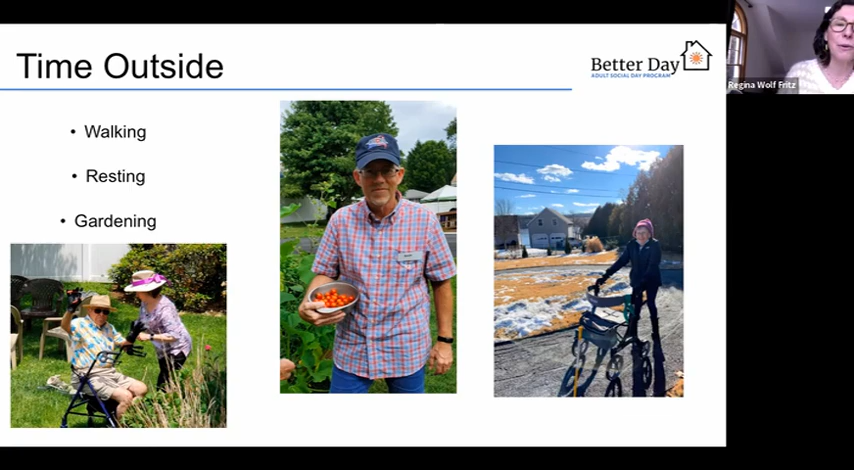 Time Outside
Better Day
ADULT SOCIAL DAY PROGRAM
• Walking
• Resting
• Gardening
Regina Wolf Fritz